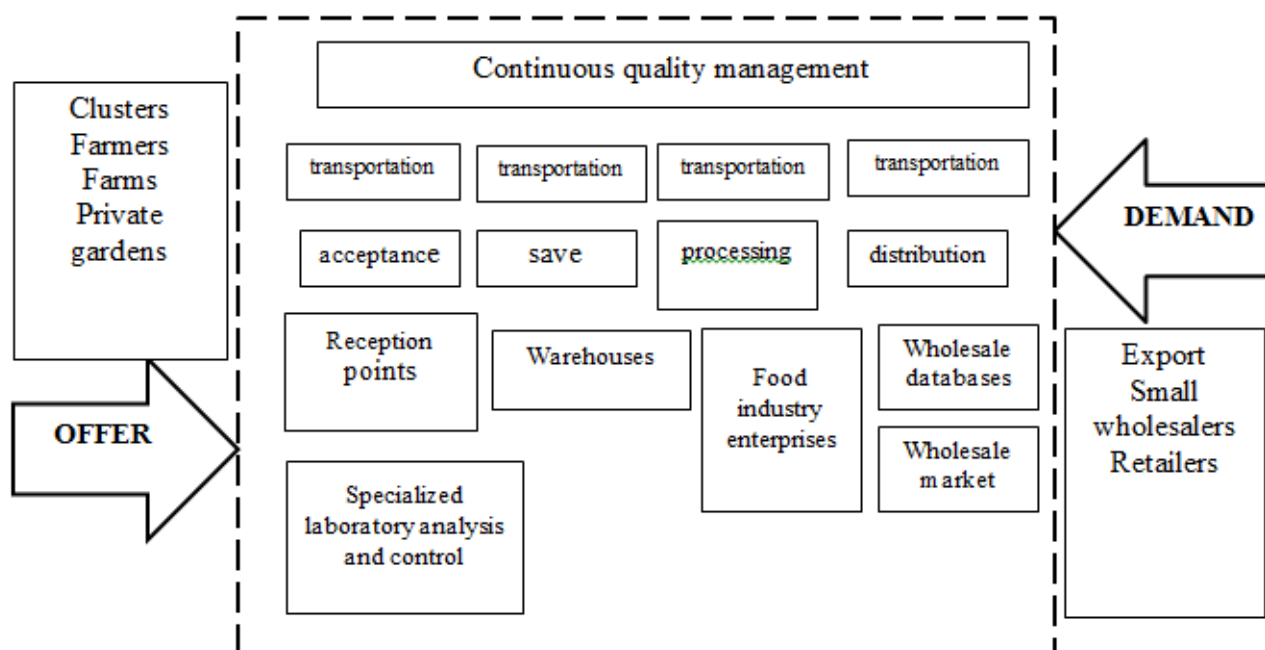 Continuous quality management
Clusters
Farmers
Farms
Private
gardens
transportation
transportation
transportation
transportation
DEMAND
acceptance
save
processing
distribution
Reception
points
Warehouses
Food
industry
enterprises
Wholesale
databases
Wholesale
market
Export
Small
wholesalers
Retailers
OFFER
Specialized
laboratory analysis
and control